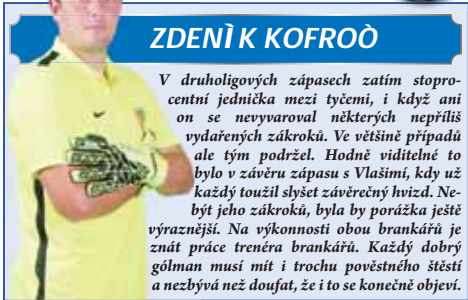 ZDENÌK KOFROÒ
V druholigových zápasech zatím stopro-
centní jednička mezi tyčemi, i když ani
on se nevyvaroval některých nepříliš
vydařených zákroků. Ve většině případů
ale tým podržel. Hodně viditelné to
bylo v závěru zápasu s Vlašimí, kdy už
každý toužil slyšet závěrečný hvizd. Ne-
být jeho zákroků, byla by porážka ještě
výraznější. Na výkonnosti obou brankářů je
znát práce trenéra brankářů. Každý dobrý
gólman musí mít i trochu pověstného štěstí
a nezbývá než doufat, že i to se konečně objeví.